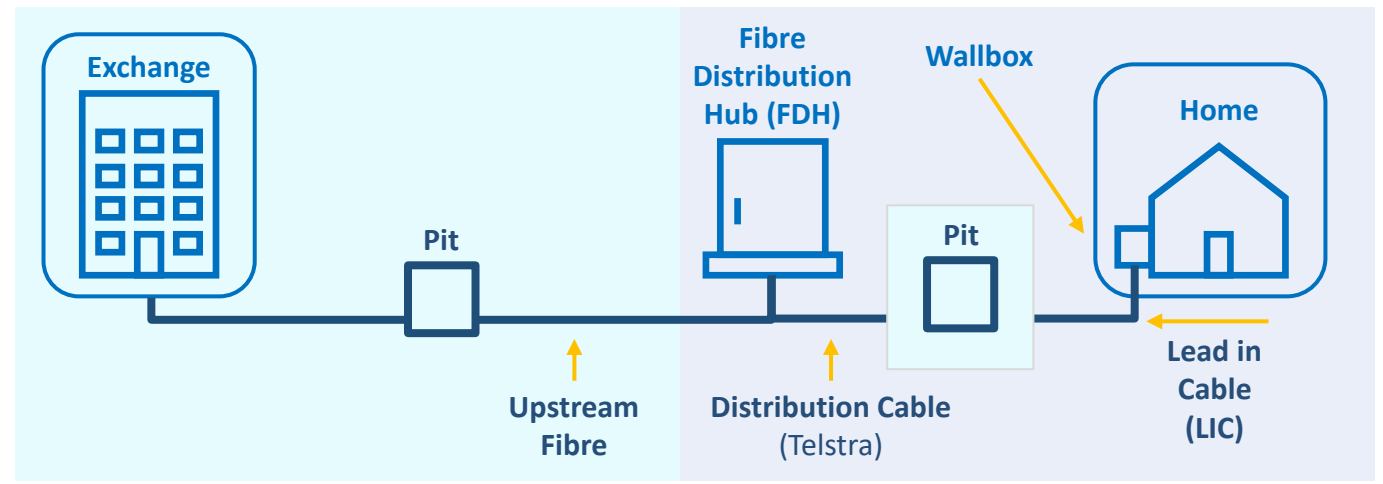 Exchange
Pit
Upstream
Fibre
Fibre
Distribution
Hub (FDH)
Distribution Cable
(Telstra)
Pit
Wallbox
Home
Lead in
Cable
(LIC)